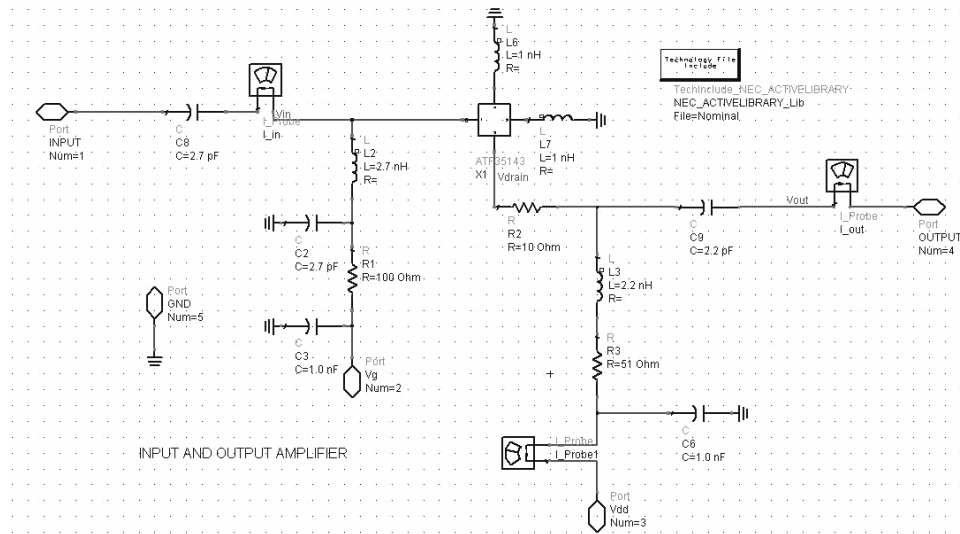 L
L6
L=1 nH
R=
Technology File
Include
TechInclude_NEC_ACTIVELIBRARY
NEC_ACTIVELIBRARY_Lib
File=Nominal
Port
INPUT
Num=1
C
C8
C=2.7 pF
Vin
I_Probe
I_in
L
L2
L=2.7 nH
R=
ATF35143
X1
Vdrain
L
L7
L=1 nH
R=
R
R2
R=10 Ohm
C
C9
C=2.2 pF
Vout
I_Probe
I_out
Port
OUTPUT
Num=4
C
C2
C=2.7 pF
R
R1
R=100 Ohm
L
L3
L=2.2 nH
R=
Port
GND
Num=5
C
C3
C=1.0 nF
Port
Vg
Num=2
R
R3
R=51 Ohm
C
C6
C=1.0 nF
INPUT AND OUTPUT AMPLIFIER
I_Probe
I_Probe1
Port
Vdd
Num=3